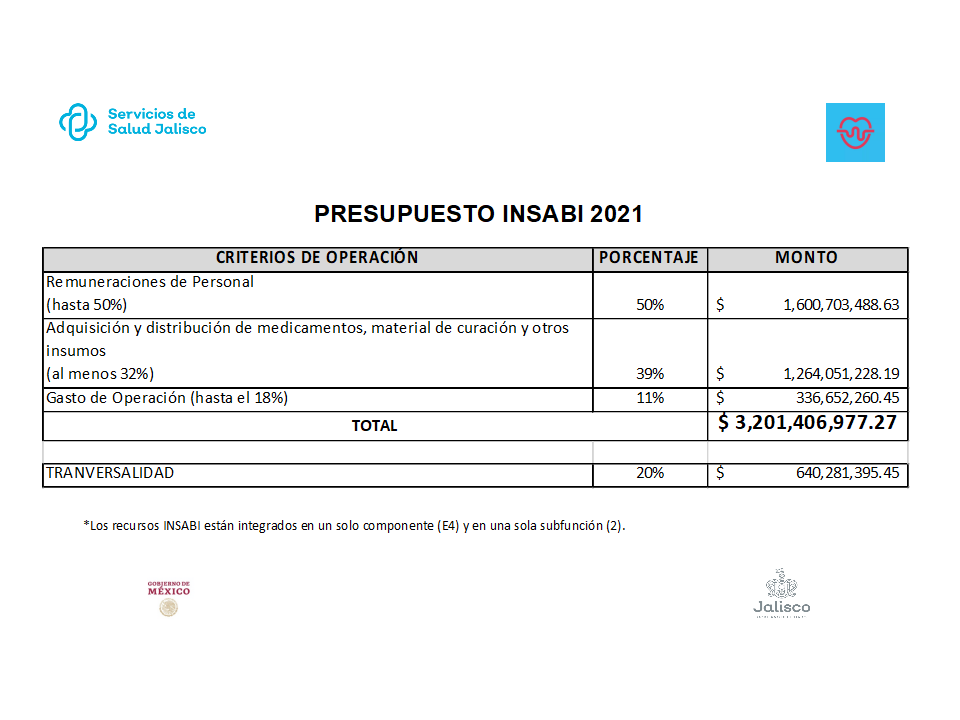 Servicios de
Salud Jalisco
PRESUPUESTO INSABI 2021
CRITERIOS DE OPERACIÓN PORCENTAJE MONTO
Remuneraciones de Personal
(hasta 50%) 50% $ 1,600,703,488.63
Adquisición y distribución de medicamentos, material de curación y otros
insumos
(al menos 32%) 39% $ 1,264,051,228.19
Gasto de Operación (hasta el 18%) 11% $ 336,652,260.45
TOTAL $ 3,201,406,977.27
TRANVERSALIDAD 20% $ 640,281,395.45
*Los recursos INSABI están integrados en un solo componente (E4) y en una sola subfunción (2).
GOBIERNO DE
MÉXICO
Jalisco